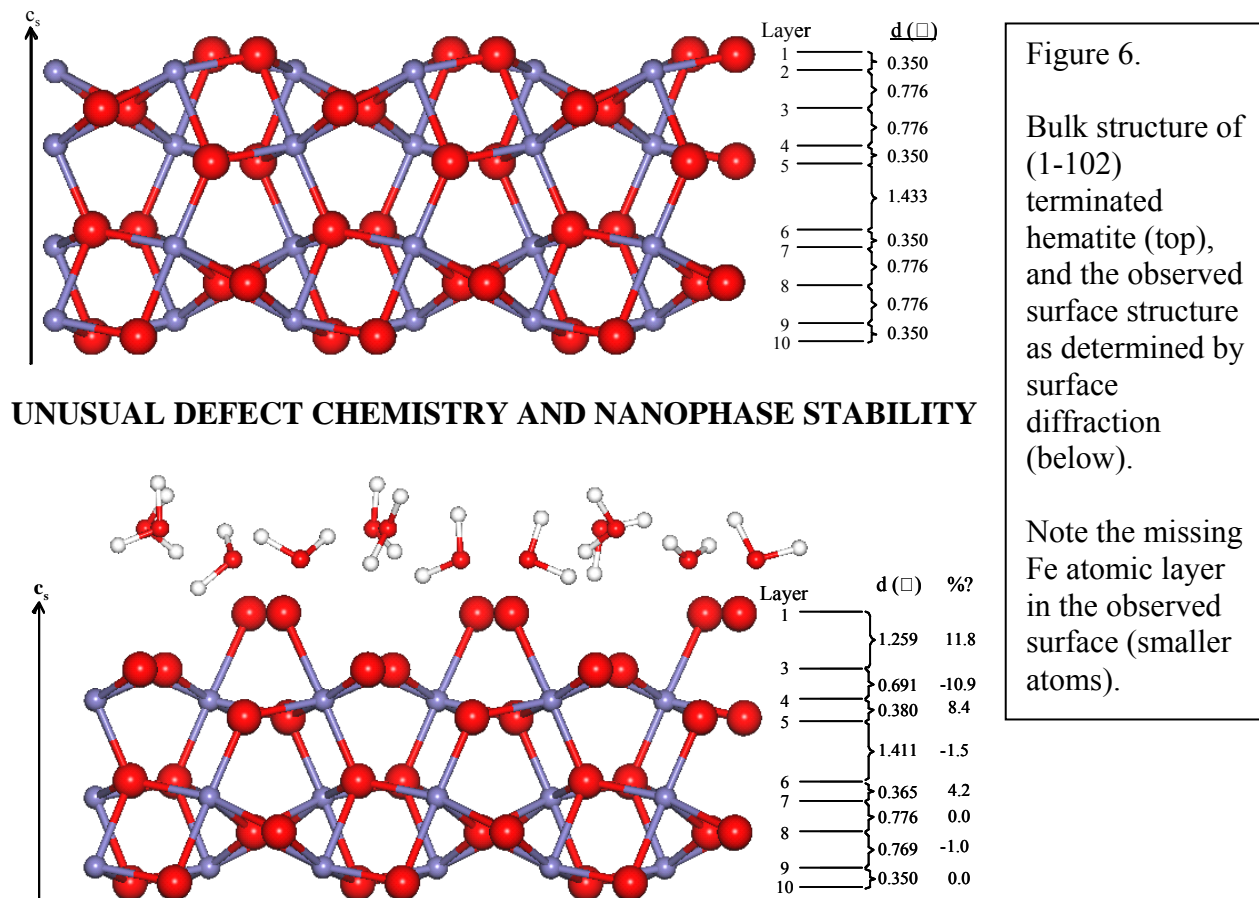 c_s
Layer d (□)
1
0.350
2
0.776
3
0.776
4
0.350
5
1.433
6
0.350
7
0.776
8
0.776
9
0.350
10
Figure 6.
Bulk structure of
(1-102)
terminated
hematite (top),
and the observed
surface structure
as determined by
surface
diffraction
(below).
Note the missing
Fe atomic layer
in the observed
surface (smaller
atoms).
UNUSUAL DEFECT CHEMISTRY AND NANOPHASE STABILITY
c_s
Layer d (□) %?
1
1.259 11.8
3
0.691 -10.9
4
0.380 8.4
5
1.411 -1.5
6
0.365 4.2
7
0.776 0.0
8
0.769 -1.0
9
0.350 0.0
10